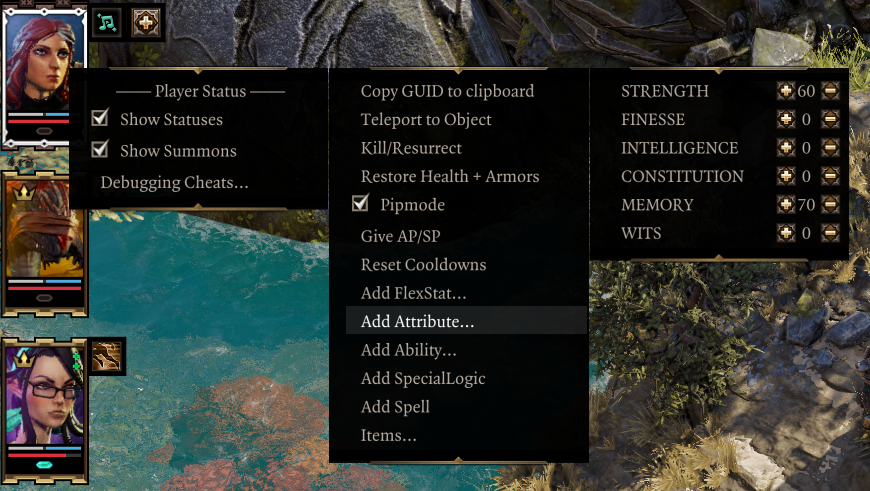 Player Status
Show Statuses
Show Summons
Debugging Cheats...
Copy GUID to clipboard
Teleport to Object
Kill/Resurrect
Restore Health + Armors
Pipmode
Give AP/SP
Reset Cooldowns
Add FlexStat...
Add Attribute...
Add Ability...
Add SpecialLogic
Add Spell
Items...
STRENGTH 60
FINESSE 0
INTELLIGENCE 0
CONSTITUTION 0
MEMORY 70
WITS 0